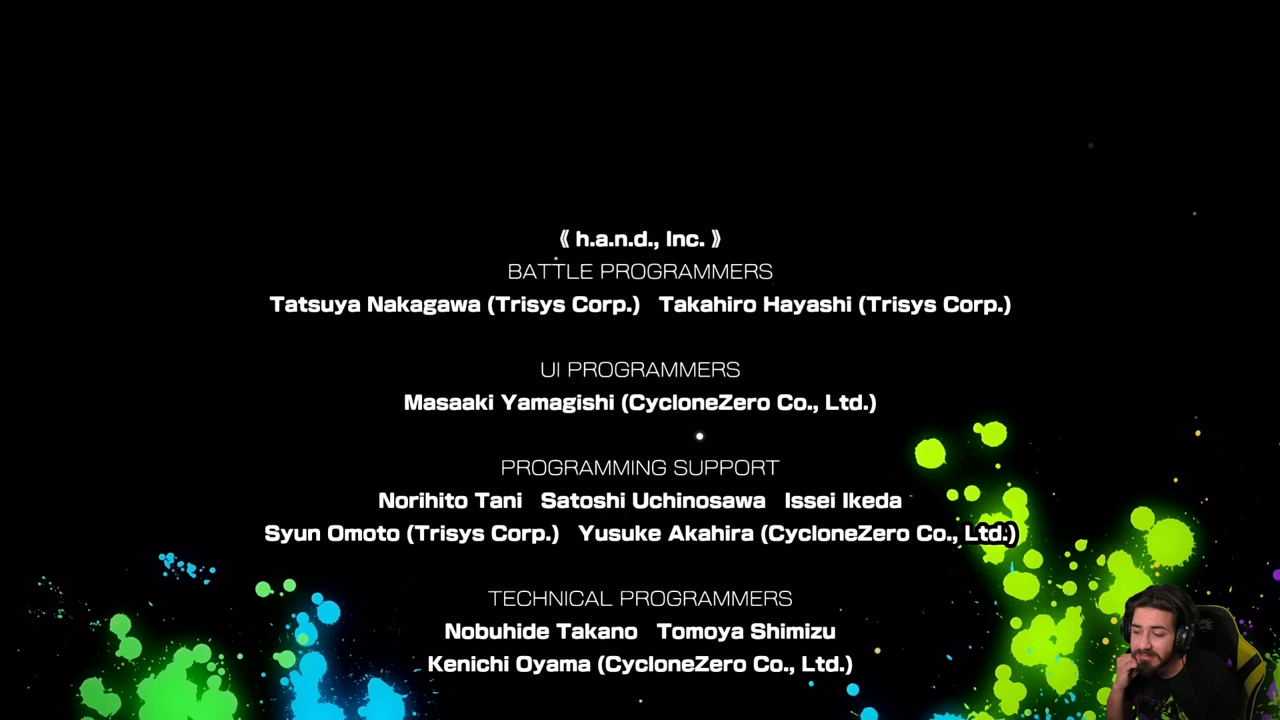 《 h.a.n.d., Inc. 》
BATTLE PROGRAMMERS
Tatsuya Nakagawa (Trisys Corp.) Takahiro Hayashi (Trisys Corp.)
UI PROGRAMMERS
Masaaki Yamagishi (CycloneZero Co., Ltd.)
PROGRAMMING SUPPORT
Norihito Tani Satoshi Uchinosawa Issei Ikeda
Syun Omoto (Trisys Corp.) Yusuke Akahira (CycloneZero Co., Ltd.)
TECHNICAL PROGRAMMERS
Nobuhide Takano Tomoya Shimizu
Kenichi Oyama (CycloneZero Co., Ltd.)